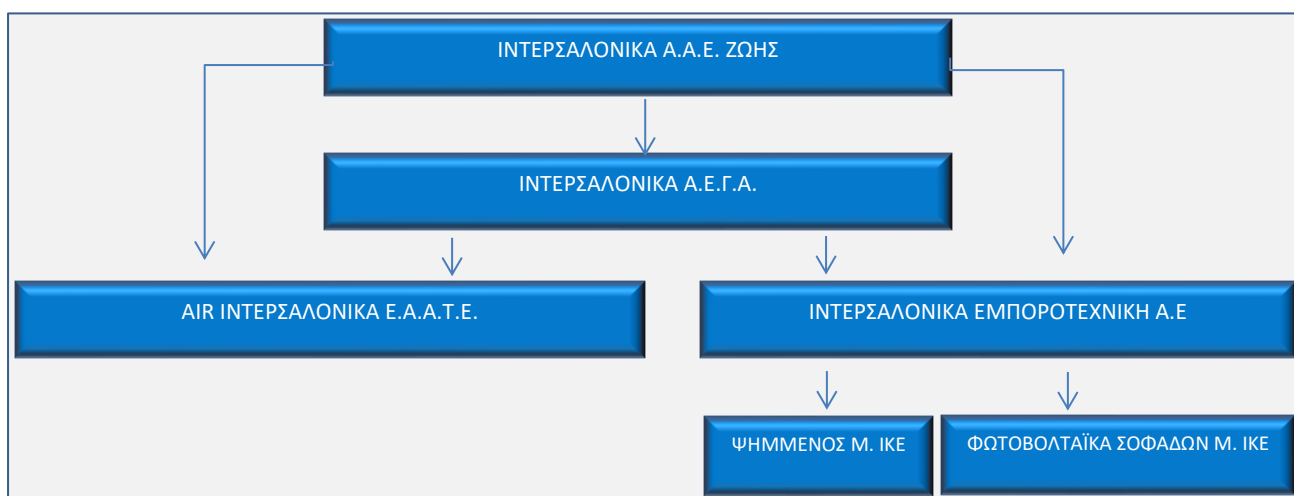 ΙΝΤΕΡΣΑΛΟΝΙΚΑ Α.Α.Ε. ΖΩΗΣ
ΙΝΤΕΡΣΑΛΟΝΙΚΑ Α.Ε.Γ.Α.
AIR ΙΝΤΕΡΣΑΛΟΝΙΚΑ Ε.Α.Α.Τ.Ε.
ΙΝΤΕΡΣΑΛΟΝΙΚΑ ΕΜΠΟΡΟΤΕΧΝΙΚΗ Α.Ε
ΨΗΜΜΕΝΟΣ Μ. ΙΚΕ
ΦΩΤΟΒΟΛΤΑΪΚΑ ΣΟΦΑΔΩΝ Μ. ΙΚΕ